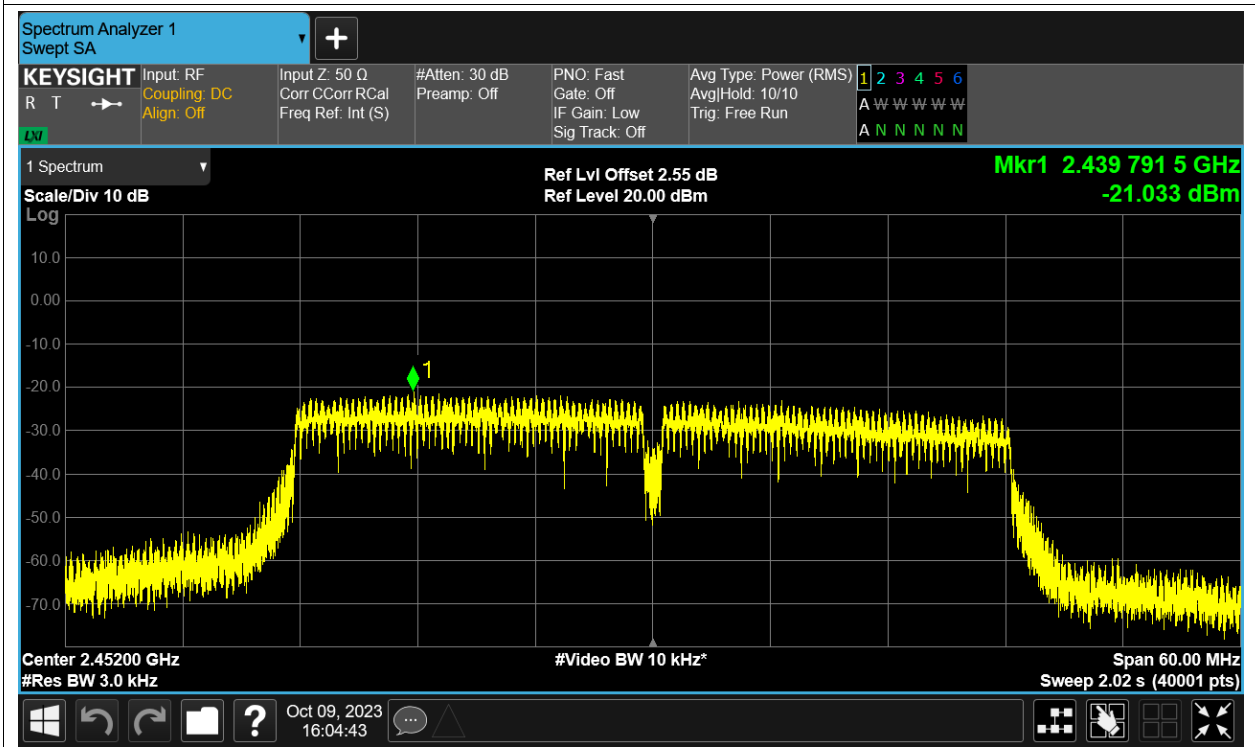 Spectrum Analyzer 1
Swept SA
+
KEYSIGHT
R T
LXI
Input: RF
Coupling: DC
Align: Off
Input Z: 50 Ω
Corr CCorr RCal
Freq Ref: Int (S)
#Atten: 30 dB
Preamp: Off
PNO: Fast
Gate: Off
IF Gain: Low
Sig Track: Off
Avg Type: Power (RMS)
Avg|Hold: 10/10
Trig: Free Run
1 2 3 4 5 6
A W W W W W
A N N N N N
1 Spectrum
Scale/Div 10 dB
Log
Ref Lvl Offset 2.55 dB
Ref Level 20.00 dBm
Mkr1 2.439 791 5 GHz
-21.033 dBm
10.0
0.00
-10.0
-20.0
-30.0
-40.0
-50.0
-60.0
-70.0
1
Center 2.45200 GHz
#Res BW 3.0 kHz
#Video BW 10 kHz*
Span 60.00 MHz
Sweep 2.02 s (40001 pts)
?
Oct 09, 2023
16:04:43